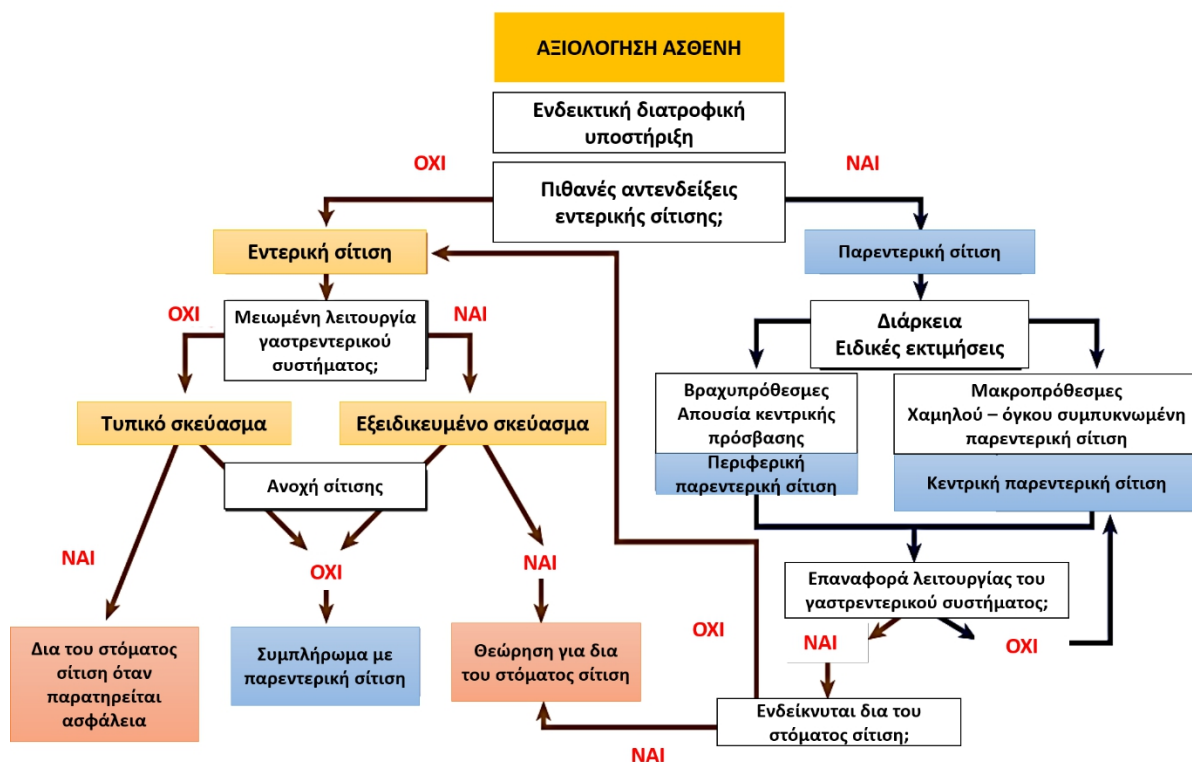 ΑΞΙΟΛΟΓΗΣΗ ΑΣΘΕΝΗ
Ενδεικτική διατροφική
υποστήριξη
ΟΧΙ
ΝΑΙ
Πιθανές αντενδείξεις
εντερικής σίτισης;
Εντερική σίτιση
Παρεντερική σίτιση
ΟΧΙ
Μειωμένη λειτουργία
γαστρεντερικού
συστήματος;
ΝΑΙ
Διάρκεια
Ειδικές εκτιμήσεις
Τυπικό σκεύασμα
Εξειδικευμένο σκεύασμα
Βραχυπρόθεσμες
Απουσία κεντρικής
πρόσβασης
Περιφερική
παρεντερική σίτιση
Μακροπρόθεσμες
Χαμηλού – όγκου συμπυκνωμένη
παρεντερική σίτιση
Κεντρική παρεντερική σίτιση
Ανοχή σίτισης
ΝΑΙ
ΟΧΙ
ΝΑΙ
Επαναφορά λειτουργίας του
γαστρεντερικού συστήματος;
ΟΧΙ
ΝΑΙ
ΟΧΙ
Δια του στόματος
σίτιση όταν
παρατηρείται
ασφάλεια
Συμπλήρωμα με
παρεντερική σίτιση
Θεώρηση για δια
του στόματος σίτιση
Ενδείκνυται δια του
στόματος σίτιση;
ΝΑΙ